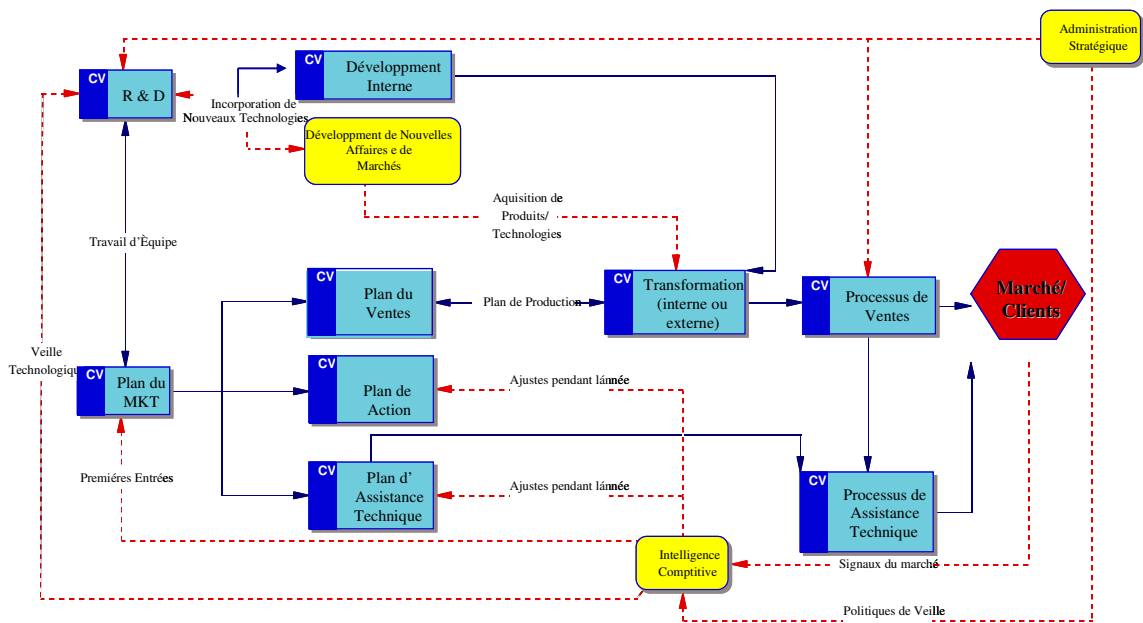 Administration
Stratégique
CV
R & D
CV
Développment
Interne
Incorporation de
Nouveaux Technologies
Développment de Nouvelles
Affaires e de
Marchés
Aquisition de
Produits/
Technologies
Travail d'Èquipe
CV
Plan du
Ventes
Plan de Production
CV
Transformation
(interne ou
externe)
CV
Processus de
Ventes
Marché/
Clients
Veille
Technologique
CV
Plan du
MKT
CV
Plan de
Action
Ajustes pendant lánnée
Premiéres Entrées
CV
Plan d'
Assistance
Technique
Ajustes pendant lánnée
CV
Processus de
Assistance
Technique
Intelligence
Comptitive
Signaux du marché
Politiques de Veille